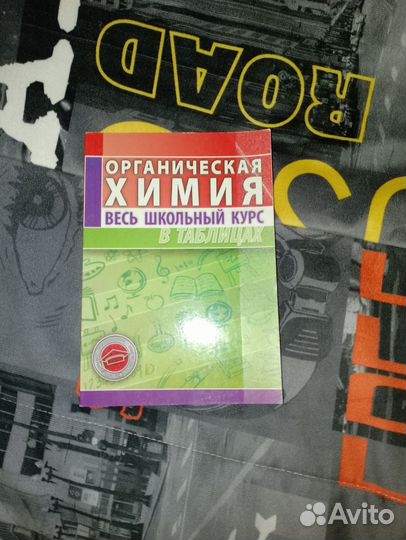 ROAD
ОРГАНИЧЕСКАЯ
ХИМИЯ
ВЕСЬ ШКОЛЬНЫЙ КУРС
В ТАБЛИЦАХ
Avito